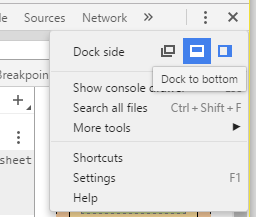 Sources Network »
Dock side
Breakpoin
Dock to bottom
Show console drawer Esc
Search all files Ctrl + Shift + F
More tools
sheet
Shortcuts
Settings F1
Help